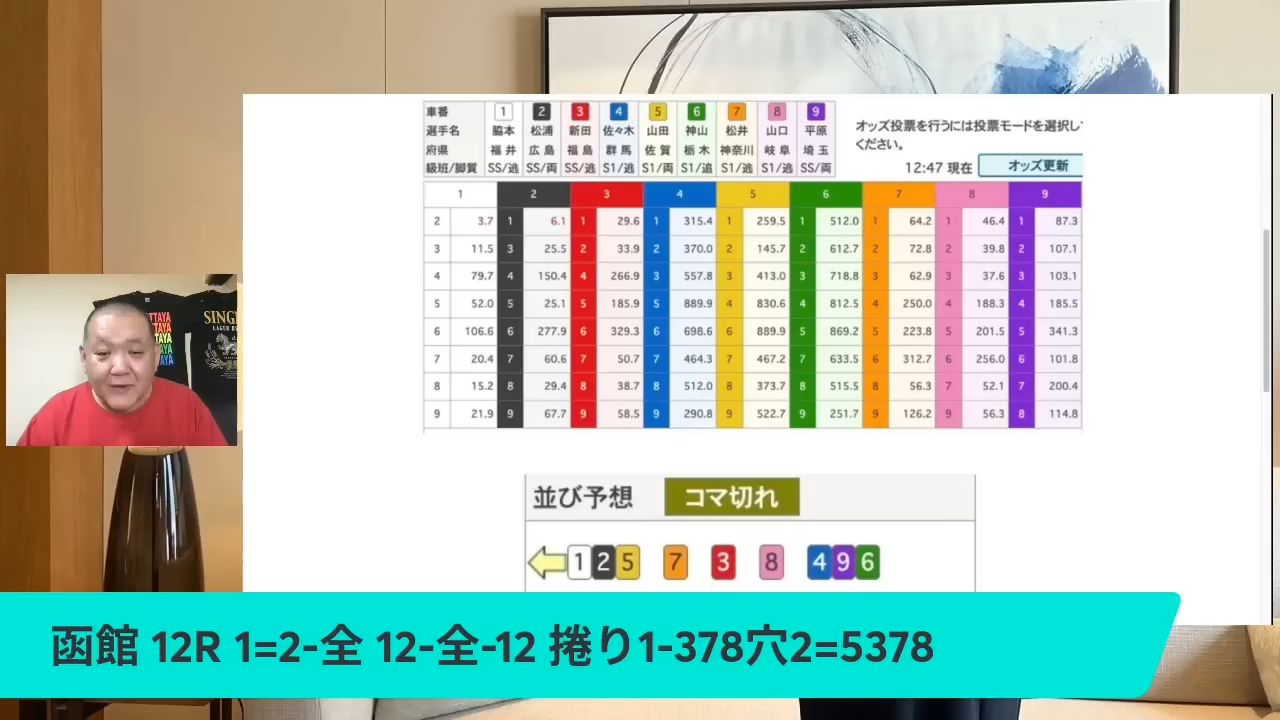 車番 1 2 3 4 5 6 7 8 9
選手名 脇本 松浦 新田 佐々木 山田 神山 松井 山口 平原
府県 福井 広島 福島 群馬 佐賀 栃木 神奈川 岐阜 埼玉
級班/脚質 SS/逃 SS/両 SS/逃 S1/逃 S1/両 S1/追 S1/逃 S1/逃 SS/両
オッズ投票を行うには投票モードを選択し
ください。
12:47 現在 オッズ更新
1 2 3 4 5 6 7 8 9
2 3.7 1 6.1 1 29.6 1 315.4 1 259.5 1 512.0 1 64.2 1 46.4 1 87.3
3 11.5 3 25.5 2 33.9 2 370.0 2 145.7 2 612.7 2 72.8 2 39.8 2 107.1
4 79.7 4 150.4 4 266.9 3 557.8 3 413.0 3 718.8 3 62.9 3 37.6 3 103.1
5 52.0 5 25.1 5 185.9 5 889.9 4 830.6 4 812.5 4 250.0 4 188.3 4 185.5
6 106.6 6 277.9 6 329.3 6 698.6 6 889.9 5 869.2 5 223.8 5 201.5 5 341.3
7 20.4 7 60.6 7 50.7 7 464.3 7 467.2 7 633.5 6 312.7 6 256.0 6 101.8
8 15.2 8 29.4 8 38.7 8 512.0 8 373.7 8 515.5 8 56.3 7 52.1 7 200.4
9 21.9 9 67.7 9 58.5 9 290.8 9 522.7 9 251.7 9 126.2 9 56.3 8 114.8
並び予想 コマ切れ
1 2 5 7 3 8 4 9 6
函館 12R 1=2-全 12-全-12 捲り1-378穴2=5378